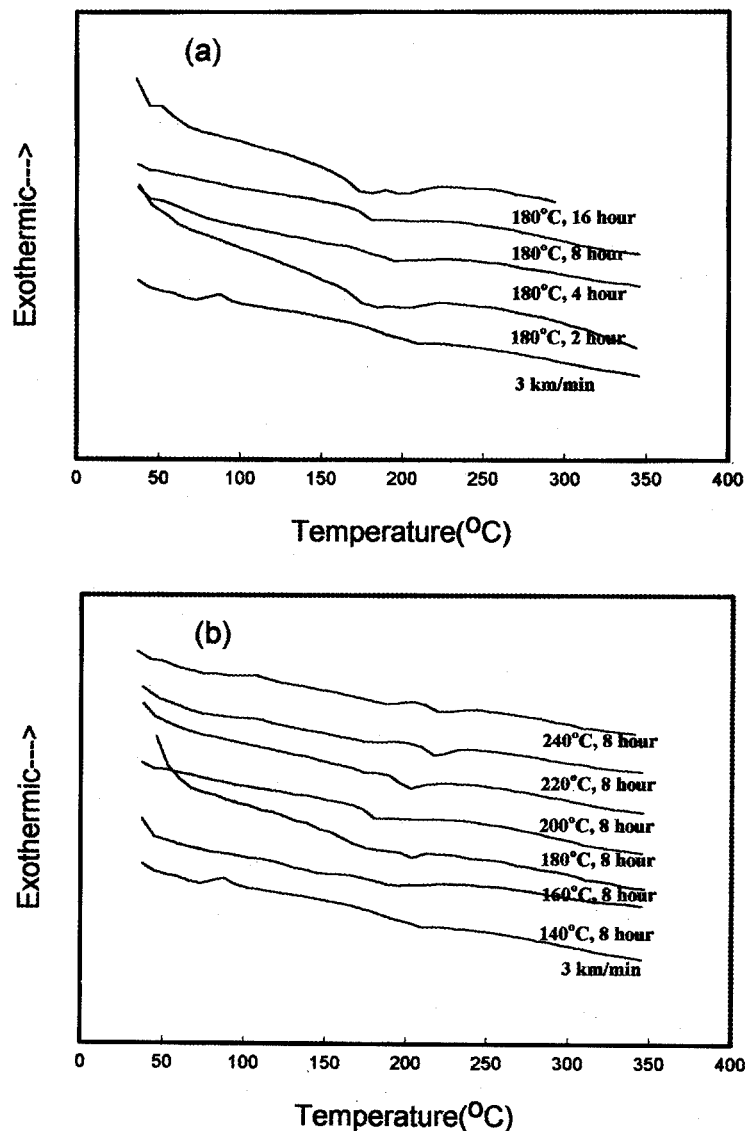 (a)
Exothermic--->
180°C, 16 hour
180°C, 8 hour
180°C, 4 hour
180°C, 2 hour
3 km/min
0 50 100 150 200 250 300 350 400
Temperature(°C)
(b)
Exothermic--->
240°C, 8 hour
220°C, 8 hour
200°C, 8 hour
180°C, 8 hour
160°C, 8 hour
140°C, 8 hour
3 km/min
0 50 100 150 200 250 300 350 400
Temperature(°C)